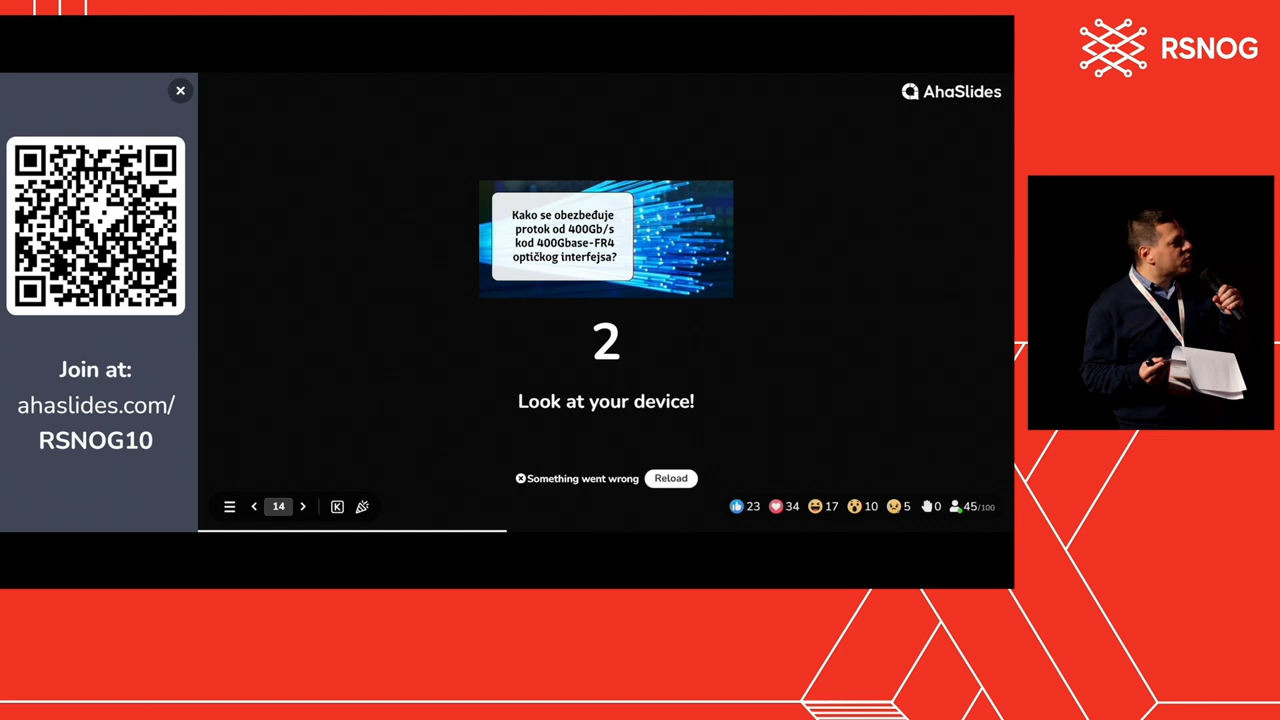 RSNOG
AhaSlides
Kako se obezbeđuje
protok od 400Gb/s
kod 400Gbase-FR4
optičkog interfejsa?
2
Look at your device!
Something went wrong
Reload
Join at:
ahaslides.com/
RSNOG10
14
K
23
34
17
10
5
0
45/100